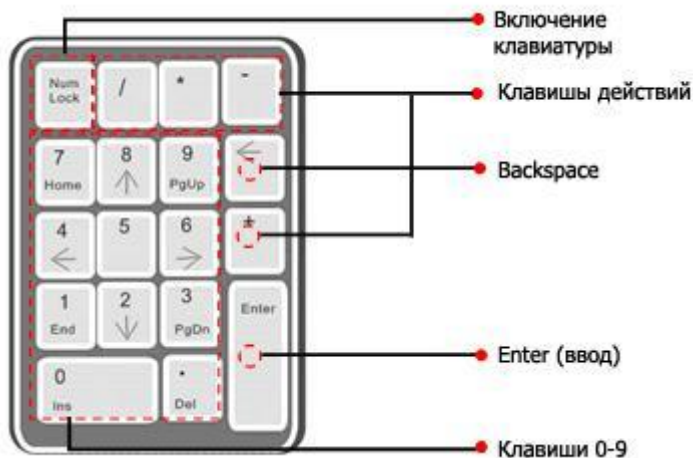 Включение
клавиатуры
Num
Lock
/
*
-
Клавишы действий
7
Home
8
↑
9
PgUp
←
Backspace
4
←
5
6
→
+
1
End
2
↓
3
PgDn
Enter
Enter (ввод)
0
Ins
.
Del
Клавиши 0-9